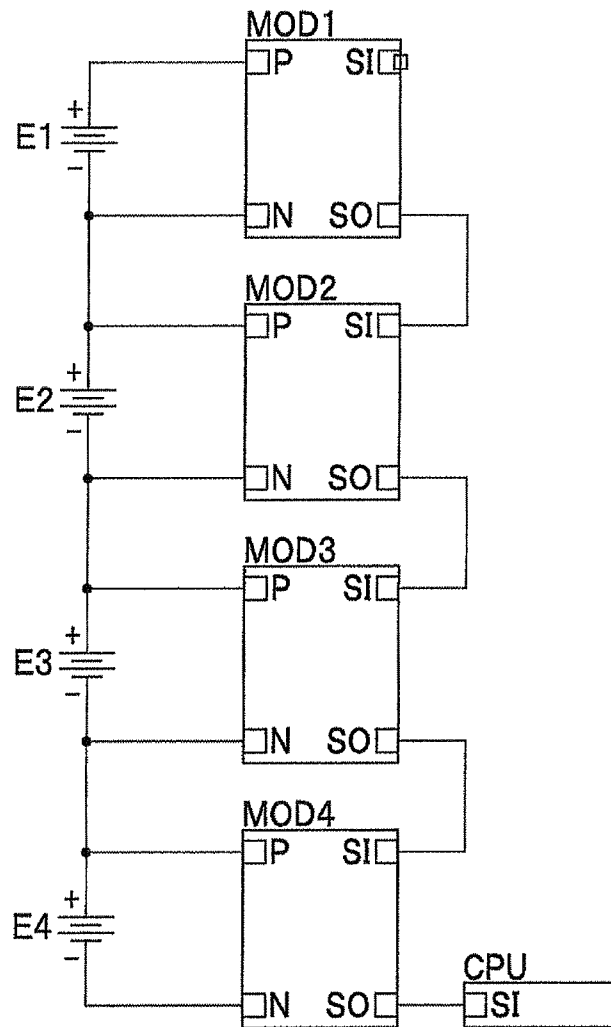 MOD1
P SI
+
E1
−
N SO
MOD2
P SI
+
E2
−
N SO
MOD3
P SI
+
E3
−
N SO
MOD4
P SI
+
E4
−
CPU
N SO SI